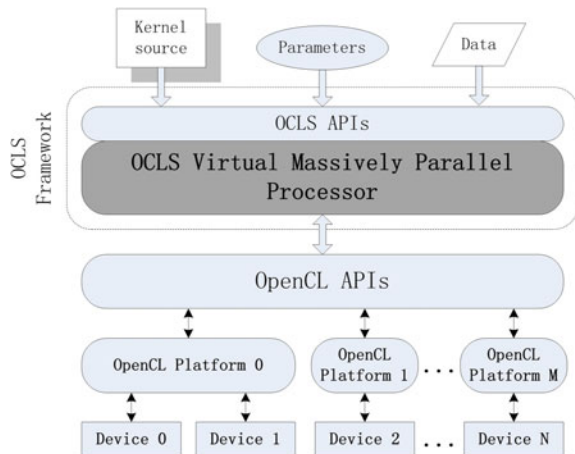 Kernel
source
Parameters
Data
OCLS
Framework
OCLS APIs
OCLS Virtual Massively Parallel
Processor
OpenCL APIs
OpenCL Platform 0
OpenCL
Platform 1
...
OpenCL
Platform M
Device 0
Device 1
Device 2
...
Device N